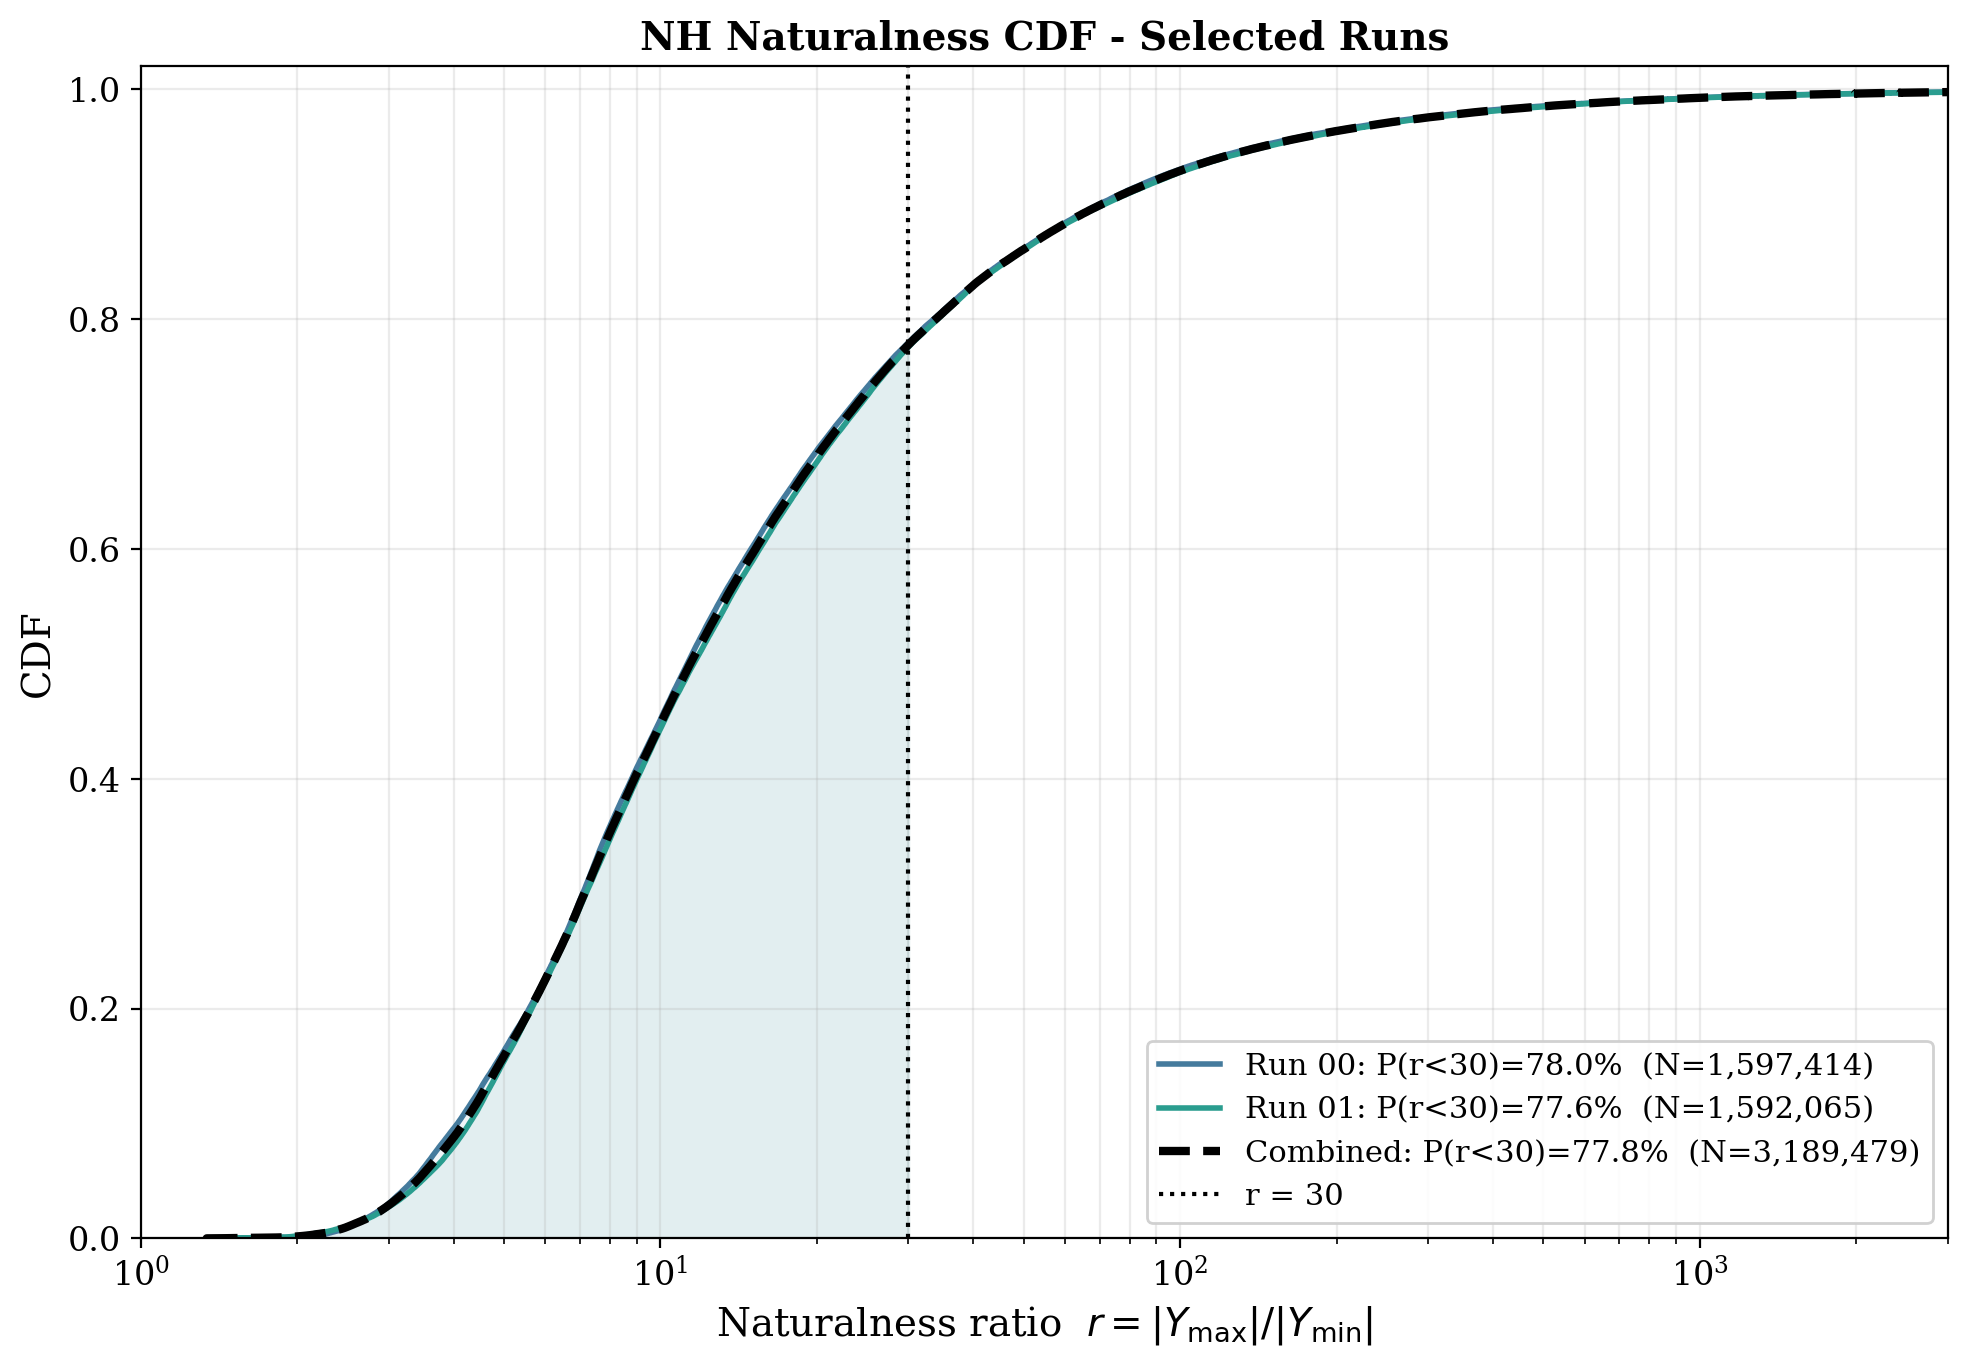 NH Naturalness CDF - Selected Runs
1.0
0.8
0.6
0.4
0.2
0.0
CDF
Run 00: P(r<30)=78.0%  (N=1,597,414)
Run 01: P(r<30)=77.6%  (N=1,592,065)
Combined: P(r<30)=77.8%  (N=3,189,479)
r = 30
10⁰ 10¹ 10² 10³
Naturalness ratio  r = |Y_max|/|Y_min|